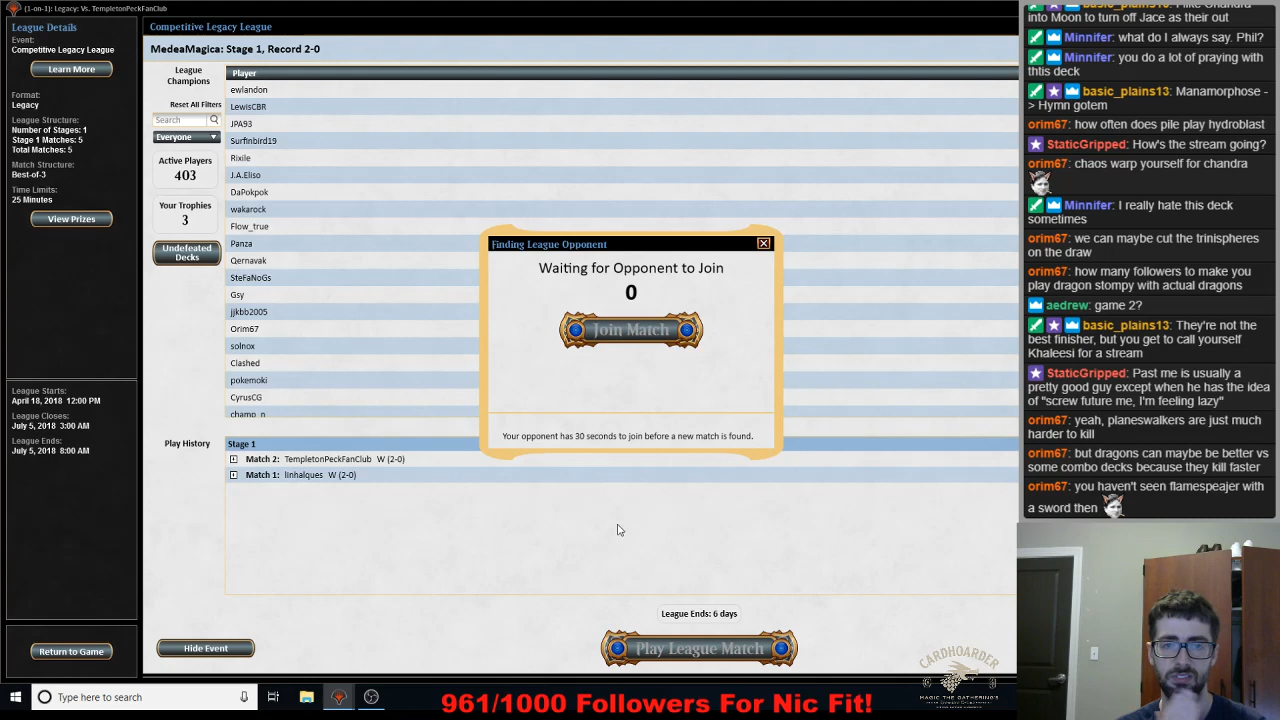 (1-on-1): Legacy: Vs. TempletonPeckFanClub
League Details
Event:
Competitive Legacy League
Learn More
Format:
Legacy
League Structure:
Number of Stages: 1
Stage 1 Matches: 5
Total Matches: 5
Match Structure:
Best-of-3
Time Limits:
25 Minutes
View Prizes
League Starts:
April 18, 2018 12:00 PM
League Closes:
July 5, 2018 3:00 AM
League Ends:
July 5, 2018 8:00 AM
Return to Game
Competitive Legacy League
MedeaMagica: Stage 1, Record 2-0
League
Champions
Reset All Filters
Search
Everyone
Active Players
403
Your Trophies
3
Undefeated
Decks
Player
ewlandon
LewisCBR
JPA93
Surfinbird19
Rixile
J.A.Eliso
DaPokpok
wakarock
Flow_true
Panza
Qernavak
SteFaNoGs
Gsy
jjkbb2005
Orim67
solnox
Clashed
pokemoki
CyrusCG
champ_n
Finding League Opponent
Waiting for Opponent to Join
0
Join Match
Your opponent has 30 seconds to join before a new match is found.
Play History
Stage 1
Match 2: TempletonPeckFanClub W (2-0)
Match 1: linhalques W (2-0)
League Ends: 6 days
Hide Event
Play League Match
CARDHOARDER
MAGIC THE GATHERING'S
into Moon to turn off Jace as their out
Minnifer: what do I always say. Phil?
Minnifer: you do a lot of praying with
thtis deck
basic_plains13: Manamorphose -
> Hymn gotem
orim67: how often does pile play hydroblast
StaticGripped: How's the stream going?
orim67: chaos warp yourself for chandra
Minnifer: I really hate this deck
sometimes
orim67: we can maybe cut the trinispheres
on the draw
orim67: how many followers to make you
play dragon stompy with actual dragons
aedrew: game 2?
basic_plains13: They're not the
best finisher, but you get to call yourself
Khaleesi for a stream
StaticGripped: Past me is usually a
pretty good guy except when he has the idea
of "screw future me, I'm feeling lazy"
orim67: yeah, planeswalkers are just much
harder to kill
orim67: but dragons can maybe be better vs
some combo decks because they kill faster
orim67: you haven't seen flamespeajer with
a sword then
Type here to search
961/1000 Followers For Nic Fit!